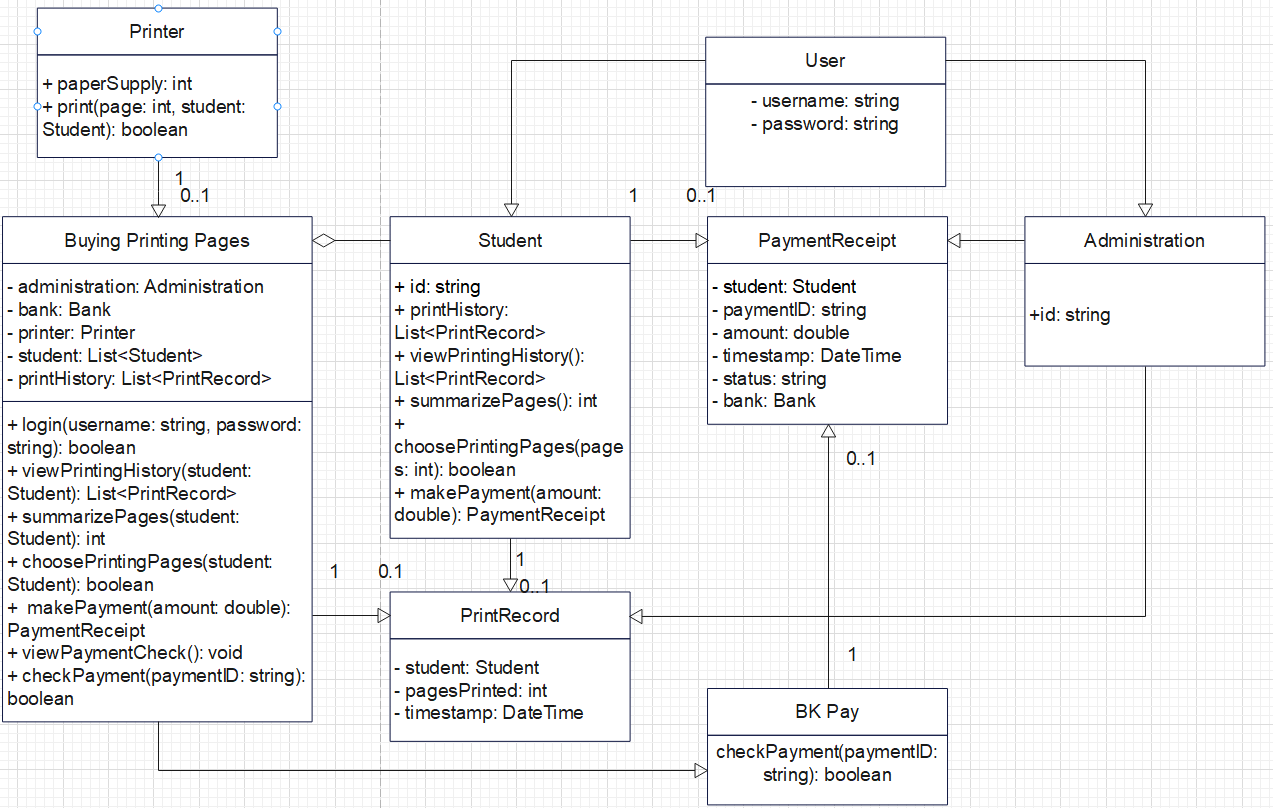 Printer
+ paperSupply: int
+ print(page: int, student:
Student): boolean
1
0..1
User
- username: string
- password: string
1
0..1
Buying Printing Pages
- administration: Administration
- bank: Bank
- printer: Printer
- student: List<Student>
- printHistory: List<PrintRecord>
+ login(username: string, password:
string): boolean
+ viewPrintingHistory(student:
Student): List<PrintRecord>
+ summarizePages(student:
Student): int
+ choosePrintingPages(student:
Student): boolean
+  makePayment(amount: double):
PaymentReceipt
+ viewPaymentCheck(): void
+ checkPayment(paymentID: string):
boolean
Student
+ id: string
+ printHistory:
List<PrintRecord>
+ viewPrintingHistory():
List<PrintRecord>
+ summarizePages(): int
+
choosePrintingPages(page
s: int): boolean
+ makePayment(amount:
double): PaymentReceipt
PaymentReceipt
- student: Student
- paymentID: string
- amount: double
- timestamp: DateTime
- status: string
- bank: Bank
Administration
+id: string
0..1
1
0.1
1
0..1
PrintRecord
- student: Student
- pagesPrinted: int
- timestamp: DateTime
1
BK Pay
checkPayment(paymentID:
string): boolean